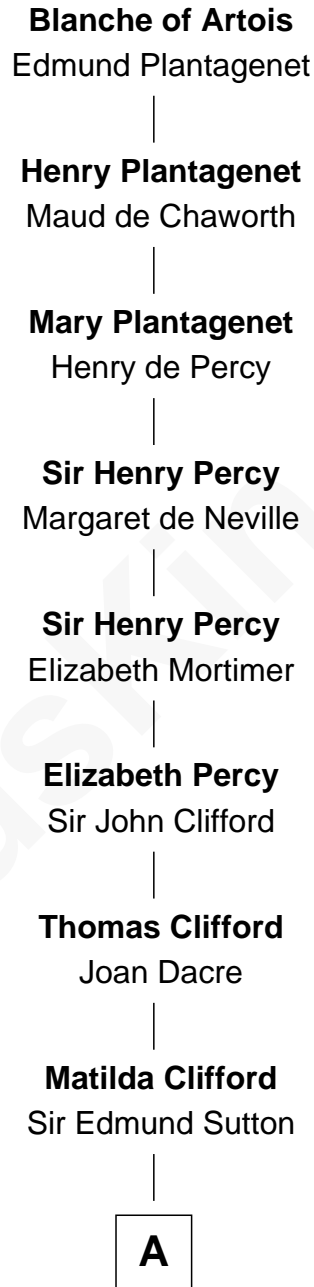 Blanche of Artois
Edmund Plantagenet
Henry Plantagenet
Maud de Chaworth
Mary Plantagenet
Henry de Percy
Sir Henry Percy
Margaret de Neville
Sir Henry Percy
Elizabeth Mortimer
Elizabeth Percy
Sir John Clifford
Thomas Clifford
Joan Dacre
Matilda Clifford
Sir Edmund Sutton
A